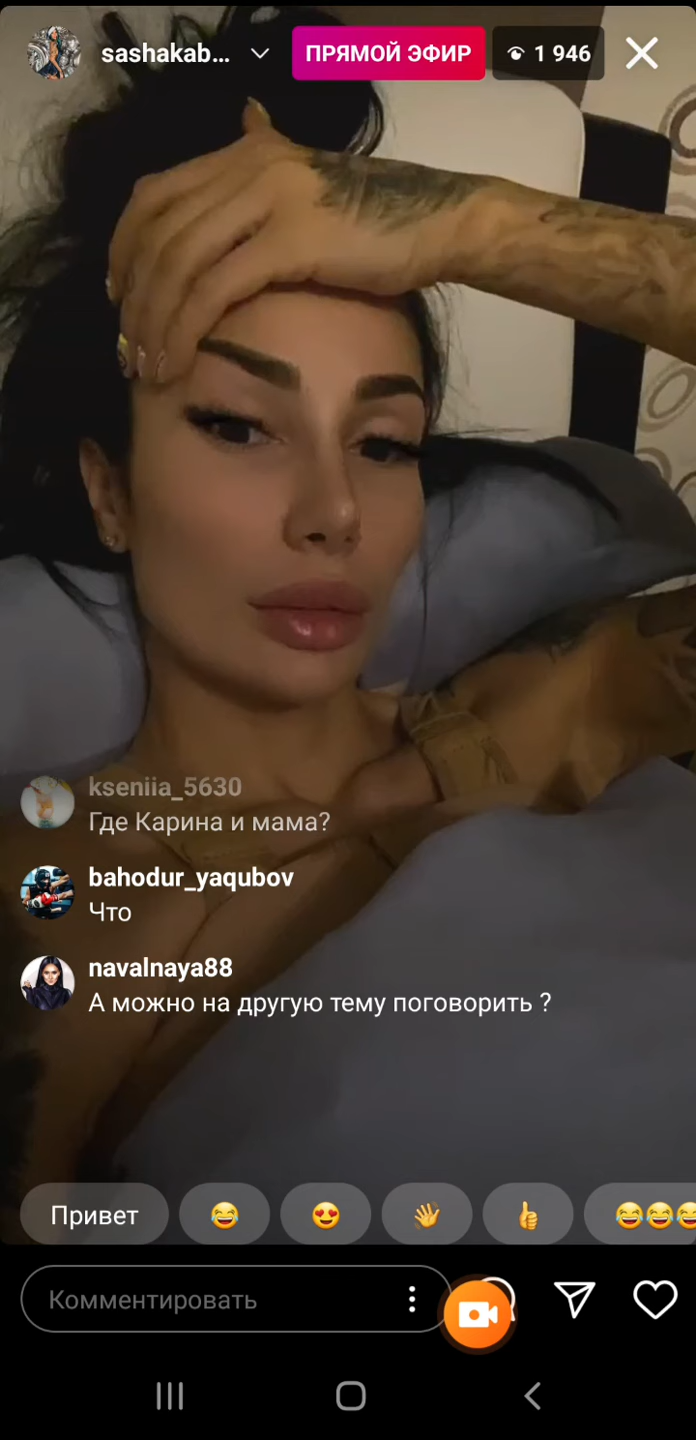 sashakab...
ПРЯМОЙ ЭФИР
1 946
kseniia_5630
Где Карина и мама?
bahodur_yaqubov
Что
navalnaya88
А можно на другую тему поговорить ?
Привет
Комментировать